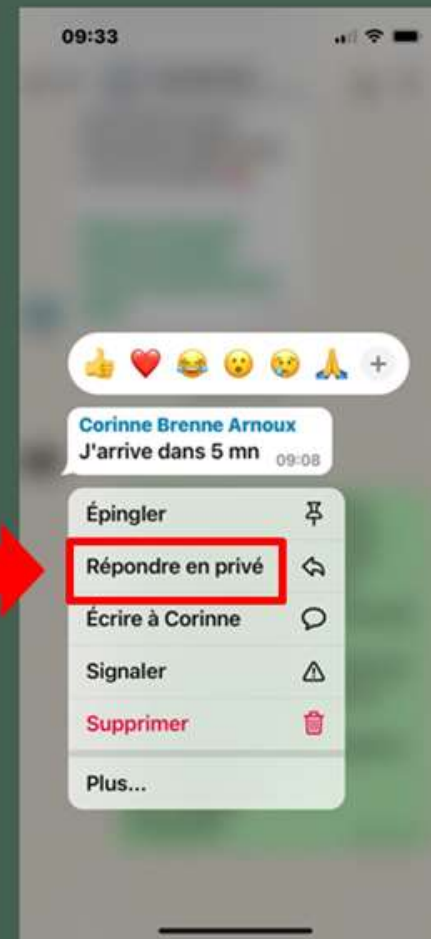 09:33
Corinne Brenne Arnoux
J'arrive dans 5 mn 09:08
Épingler
Répondre en privé
Écrire à Corinne
Signaler
Supprimer
Plus...